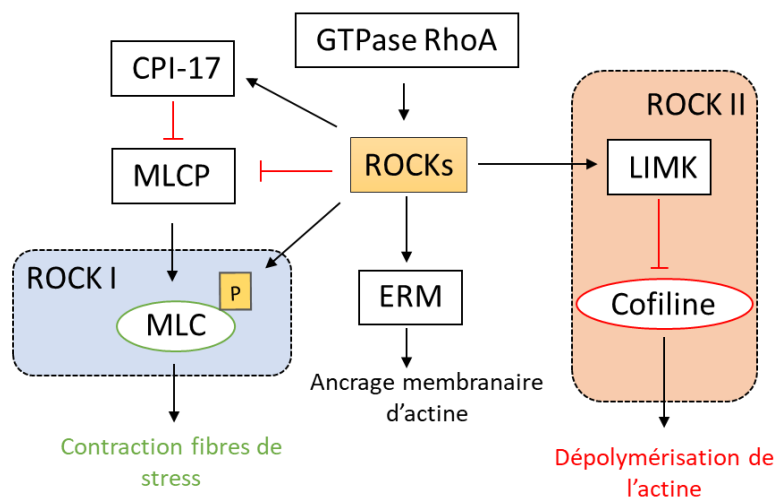 GTPase RhoA
CPI-17
ROCK II
MLCP
ROCKs
LIMK
ROCK I
P
MLC
ERM
Cofiline
Ancrage membranaire
d’actine
Contraction fibres de
stress
Dépolymérisation de
l’actine